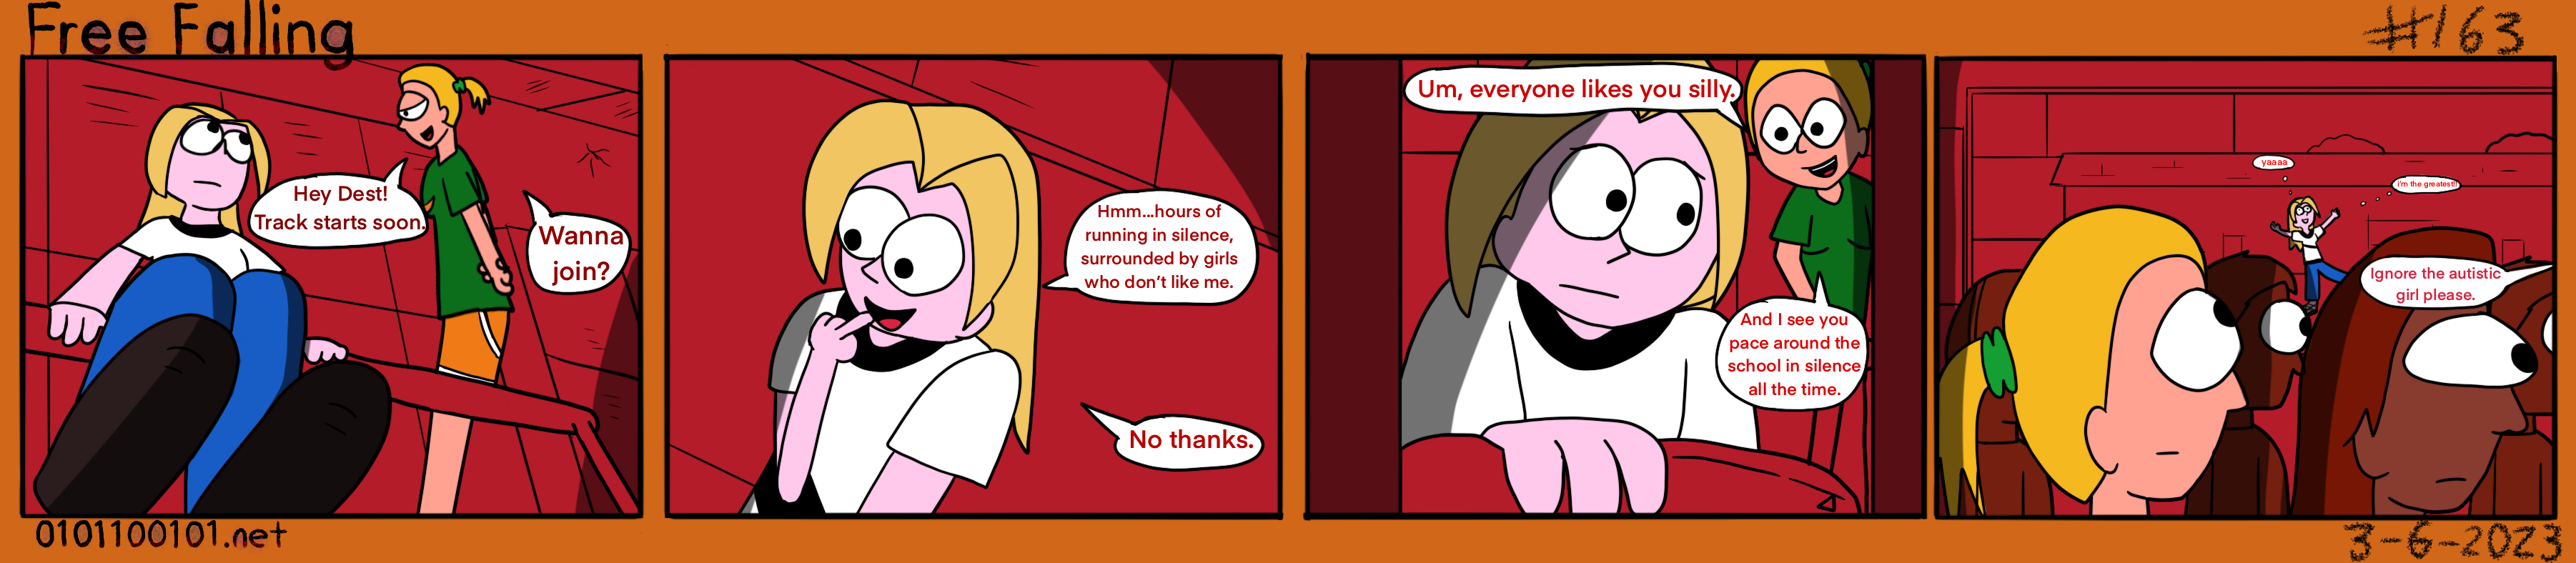 Free Falling
#163
Hey Dest!
Track starts soon.
Wanna
join?
Hmm...hours of
running in silence,
surrounded by girls
who don't like me.
No thanks.
Um, everyone likes you silly.
And I see you
pace around the
school in silence
all the time.
yaaaa
i'm the greatest!!
Ignore the autistic
girl please.
0101100101.net
3-6-2023